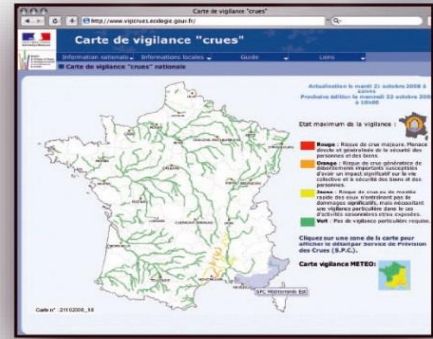 Carte de vigilance "crues"
http://www.vigicrues.ecologie.gouv.fr/
Carte de vigilance "crues"
Information nationale
Informations locales
Guide
Liens
Carte de vigilance "crues" nationale
Actualisation le mardi 21 octobre 2008 à
Prochaine édition le mercredi 22 octobre 2008
à 10h00
Etat maximum de la vigilance :
Rouge : Risque de crue majeure. Menace
directe et généralisée de la sécurité des
personnes et des biens.
Orange : Risque de crue génératrice de
débordements importants susceptibles
d'avoir un impact significatif sur la vie
collective et la sécurité des biens et des
personnes.
Jaune : Risque de crue ou de montée
rapide des eaux n'entraînant pas de
dommages significatifs, mais nécessitant
une vigilance particulière dans le cas
d'activités saisonnières et/ou exposées.
Vert : Pas de vigilance particulière requise.
Cliquez sur une zone de la carte pour
afficher le détail par Service de Prévision
des Crues (S.P.C.).
Carte vigilance METEO:
SPC Méditerranée Est
Carte n° : 21102008_16